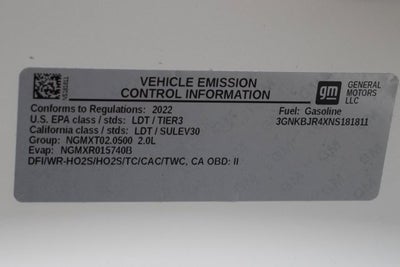 VEHICLE EMISSION
CONTROL INFORMATION
gm
GENERAL
MOTORS
LLC
Conforms to Regulations: 2022
Fuel: Gasoline
U.S. EPA class / stds: LDT / TIER3
3GNKBJR4XNS181811
California class / stds: LDT / SULEV30
Group: NGMXT02.0500 2.0L
Evap: NGMXR015740B
DFI/WR-HO2S/HO2S/TC/CAC/TWC, CA OBD: II